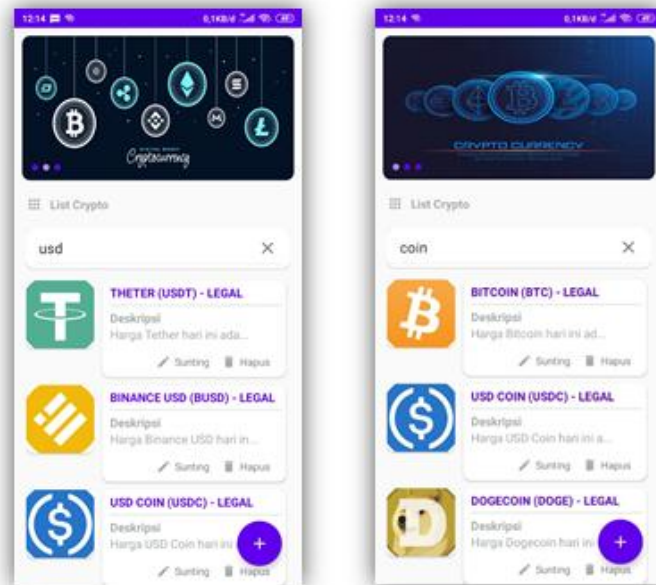 12:14
0,1KB/d
DIGITAL MONEY
Cryptocurrency
List Crypto
usd
THETER (USDT) - LEGAL
Deskripsi
Harga Tether hari ini ada...
Sunting Hapus
BINANCE USD (BUSD) - LEGAL
Deskripsi
Harga Binance USD hari in...
Sunting Hapus
USD COIN (USDC) - LEGAL
Deskripsi
Harga USD Coin hari ini
Sunting Hapus
12:14
0,1KB/d
CRYPTO CURRENCY
List Crypto
coin
BITCOIN (BTC) - LEGAL
Deskripsi
Harga Bitcoin hari ini ad...
Sunting Hapus
USD COIN (USDC) - LEGAL
Deskripsi
Harga USD Coin hari ini a...
Sunting Hapus
DOGECOIN (DOGE) - LEGAL
Deskripsi
Harga Dogecoin hari in
Sunting Hapus